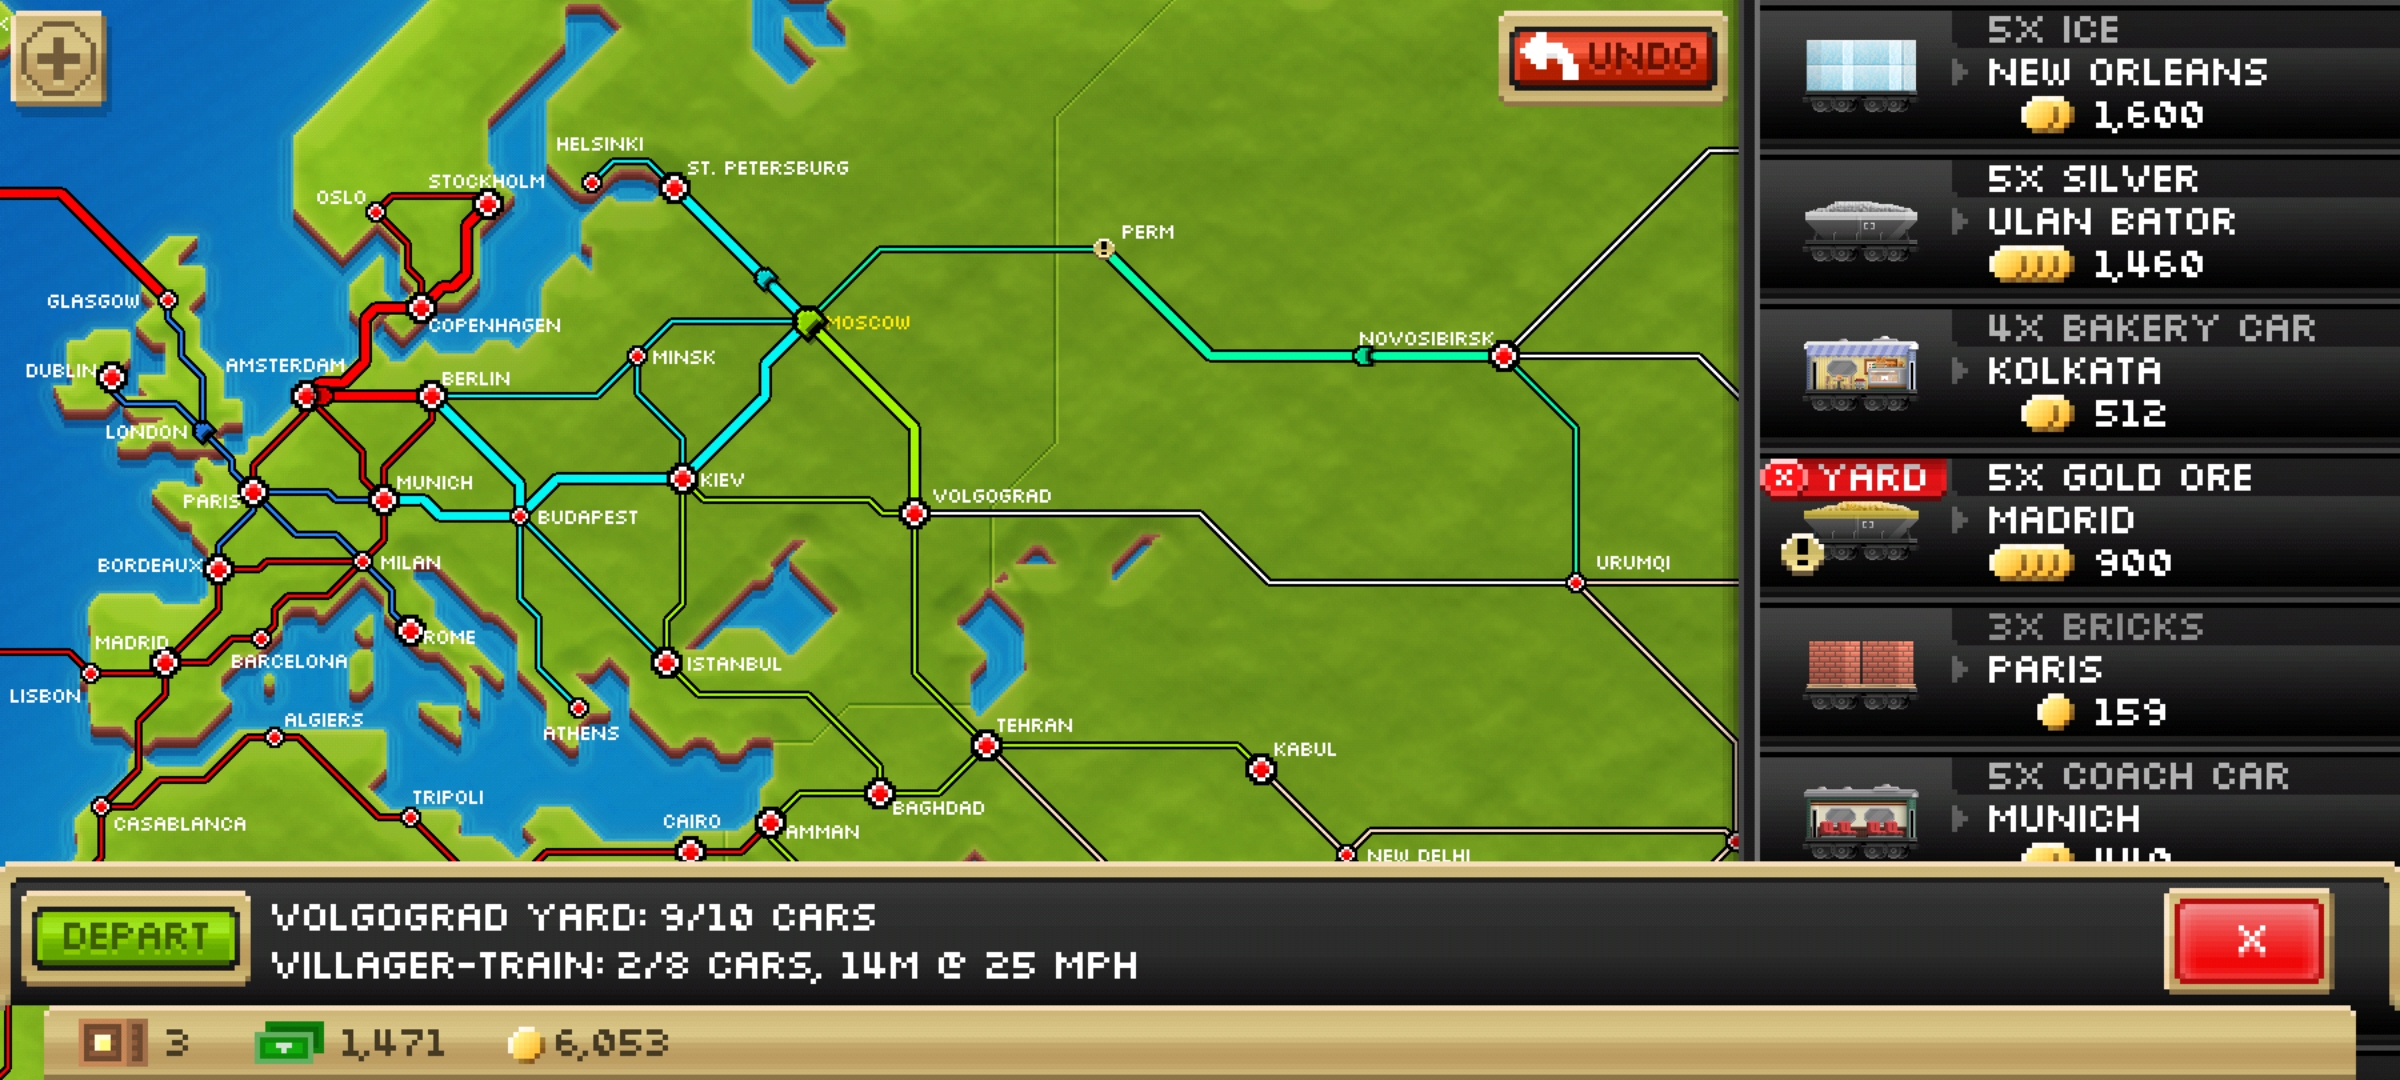 UNDO
HELSINKI
ST. PETERSBURG
STOCKHOLM
OSLO
PERM
GLASGOW
COPENHAGEN
MOSCOW
NOVOSIBIRSK
MINSK
DUBLIN
AMSTERDAM
BERLIN
LONDON
PARIS
MUNICH
KIEV
VOLGOGRAD
BUDAPEST
BORDEAUX
MILAN
URUMQI
MADRID
ROME
BARCELONA
ISTANBUL
LISBON
ALGIERS
ATHENS
TEHRAN
KABUL
TRIPOLI
CASABLANCA
CAIRO
AMMAN
BAGHDAD
NEW DELHI
5X ICE
NEW ORLEANS
1,600
5X SILVER
ULAN BATOR
1,460
4X BAKERY CAR
KOLKATA
512
YARD
5X GOLD ORE
MADRID
900
3X BRICKS
PARIS
159
5X COACH CAR
MUNICH
DEPART
VOLGOGRAD YARD: 9/10 CARS
VILLAGER-TRAIN: 2/8 CARS, 14M @ 25 MPH
X
3
1,471
6,053